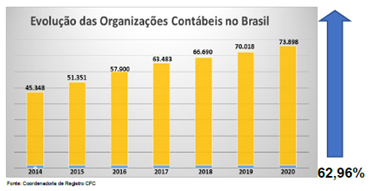 Evolução das Organizações Contábeis no Brasil
73.898
70.018
66.690
63.483
57.900
51.351
45.348
2014 2015 2016 2017 2018 2019 2020
62,96%
Fonte: Coordenadoria de Registro CFC